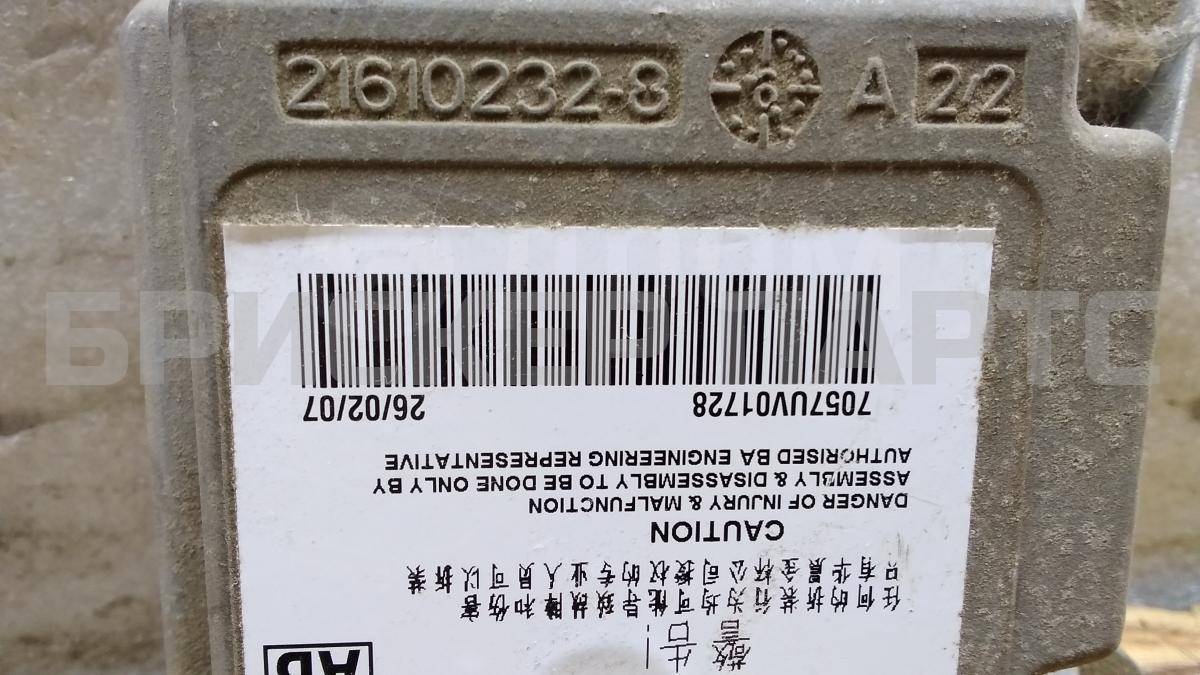 21610232-8 A 2/2
警告!
任何的拆装行为均可能导致故障和伤害
只有华晨金杯公司授权的专业人员可以拆装
CAUTION
DANGER OF INJURY & MALFUNCTION
ASSEMBLY & DISASSEMBLY TO BE DONE ONLY BY
AUTHORISED BA ENGINEERING REPRESENTATIVE
7057UV01728 26/02/07
БРИСКЕР ПАРТС